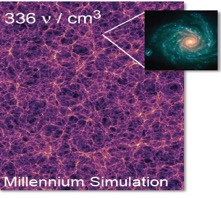 336 ν / cm³
Millennium Simulation